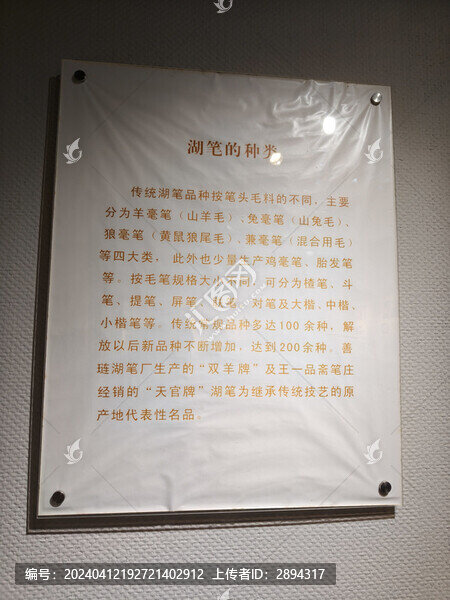 湖笔的种类
传统湖笔品种按笔头毛料的不同，主要
分为羊毫笔（山羊毛）、兔毫笔（山兔毛）、
狼毫笔（黄鼠狼尾毛）、兼毫笔（混合用毛）
等四大类， 此外也少量生产鸡毫笔、胎发笔
等。按毛笔规格大小不同，可分为楂笔、斗
笔、提笔、屏笔、 对笔及大楷、中楷、
小楷笔等。传统常规品种多达100余种，解
放以后新品种不断增加，达到200余种。善
琏湖笔厂生产的“双羊牌”及王一品斋笔庄
经销的“天官牌”湖笔为继承传统技艺的原
产地代表性名品。
汇图网
编号：20240412192721402912 上传者ID：2894317